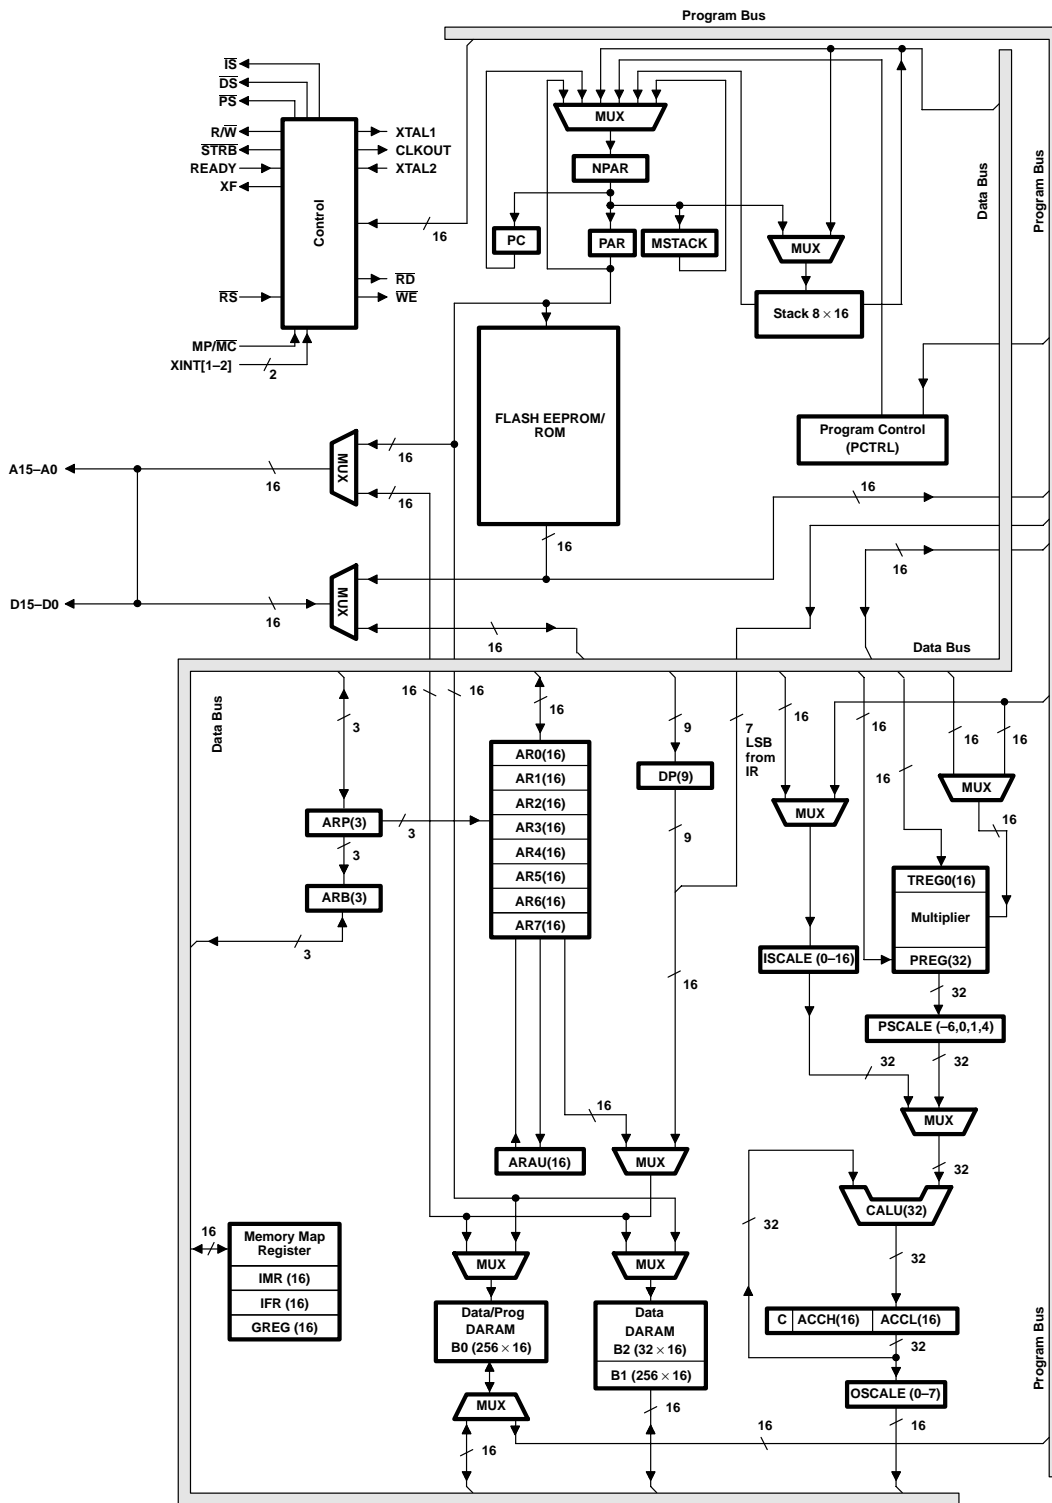 Program Bus
IS
DS
PS
R/W
STRB
READY
XF
XTAL1
CLKOUT
XTAL2
Control
16
RS
RD
WE
MP/MC
XINT[1–2]
2
MUX
NPAR
PC
PAR
MSTACK
MUX
Stack 8 × 16
Data Bus
Program Bus
FLASH EEPROM/
ROM
Program Control
(PCTRL)
A15–A0
16
MUX
16
16
16
16
16
D15–D0
16
MUX
16
Data Bus
Data Bus
3
16
16
16
9
7
LSB
from
IR
16
16
16
16
16
AR0(16)
AR1(16)
AR2(16)
AR3(16)
AR4(16)
AR5(16)
AR6(16)
AR7(16)
DP(9)
9
MUX
MUX
16
ARP(3)
3
3
ARB(3)
3
TREG0(16)
Multiplier
PREG(32)
ISCALE (0–16)
16
32
PSCALE (–6,0,1,4)
32
32
16
MUX
32
ARAU(16)
MUX
CALU(32)
32
32
16
Memory Map
Register
IMR (16)
IFR (16)
GREG (16)
MUX
MUX
Data/Prog
DARAM
B0 (256 × 16)
Data
DARAM
B2 (32 × 16)
B1 (256 × 16)
C
ACCH(16)
ACCL(16)
32
OSCALE (0–7)
MUX
16
16
16
16
Program Bus